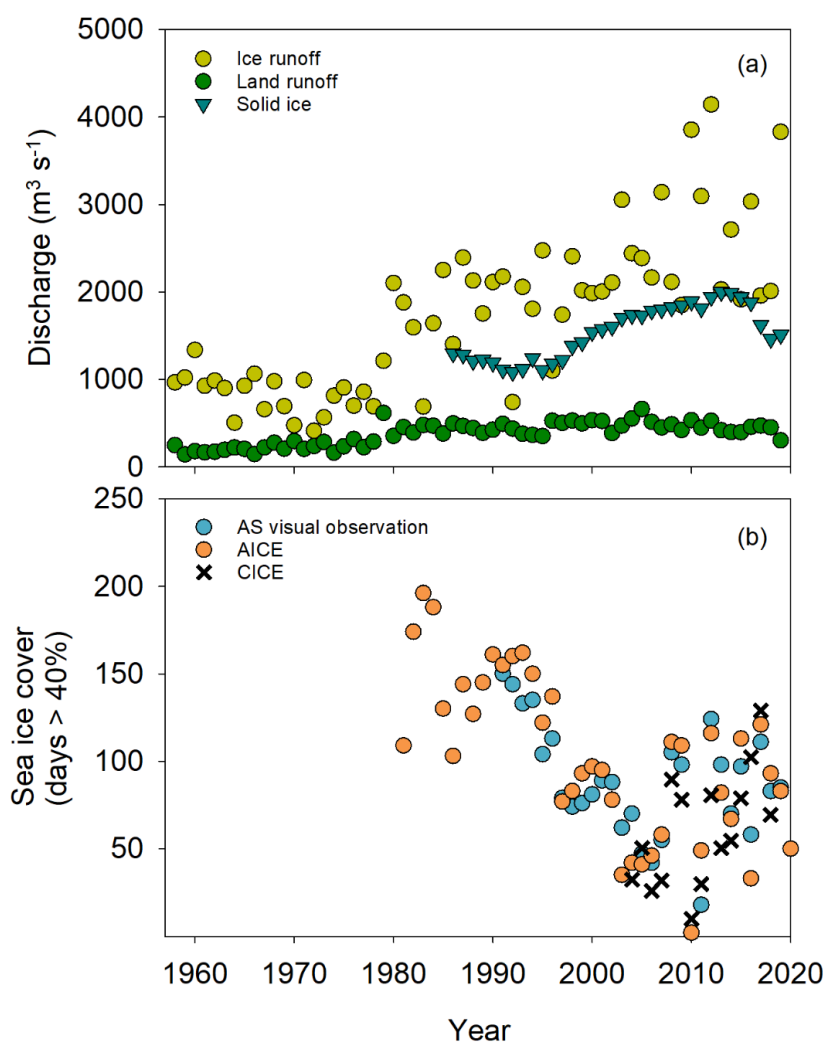 5000
4000
3000
2000
1000
0
Discharge (m³ s⁻¹)
Ice runoff
Land runoff
Solid ice
(a)
250
200
150
100
50
Sea ice cover
(days > 40%)
AS visual observation
AICE
CICE
(b)
1960 1970 1980 1990 2000 2010 2020
Year